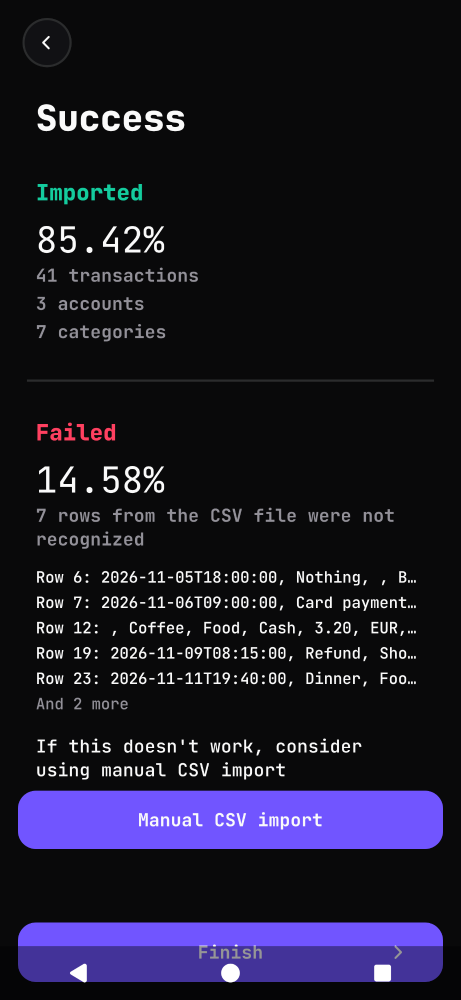 Success
Imported
85.42%
41 transactions
3 accounts
7 categories
Failed
14.58%
7 rows from the CSV file were not
recognized
Row 6: 2026-11-05T18:00:00, Nothing, , B…
Row 7: 2026-11-06T09:00:00, Card payment…
Row 12: , Coffee, Food, Cash, 3.20, EUR,…
Row 19: 2026-11-09T08:15:00, Refund, Sho…
Row 23: 2026-11-11T19:40:00, Dinner, Foo…
And 2 more
If this doesn't work, consider
using manual CSV import
Manual CSV import
Finish